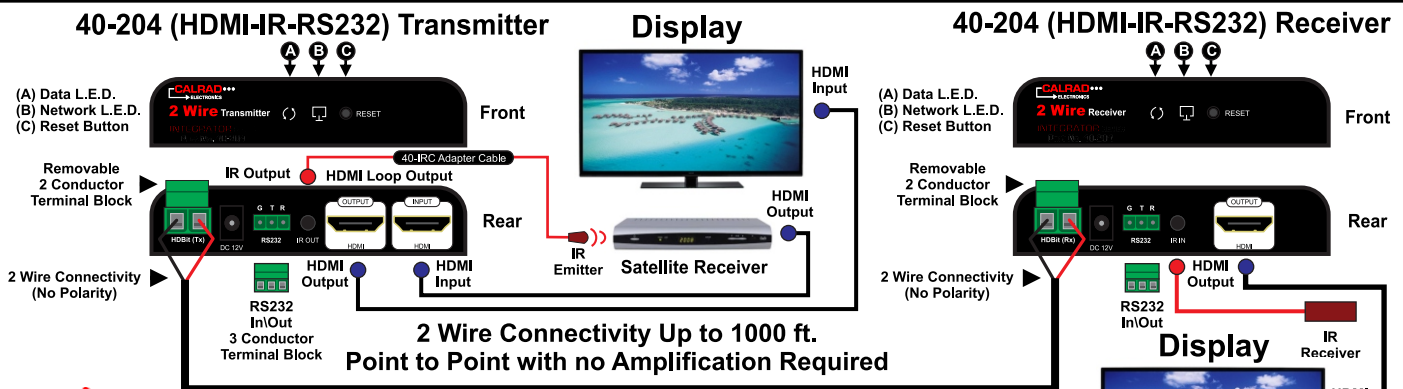 40-204 (HDMI-IR-RS232) Transmitter
A B C
(A) Data L.E.D.
(B) Network L.E.D.
(C) Reset Button
CALRAD
ELECTRONICS
2 Wire Transmitter
RESET
Front
Display
HDMI
Input
40-204 (HDMI-IR-RS232) Receiver
A B C
(A) Data L.E.D.
(B) Network L.E.D.
(C) Reset Button
CALRAD
ELECTRONICS
2 Wire Receiver
RESET
Front
Removable
2 Conductor
Terminal Block
IR Output
40-IRC Adapter Cable
HDMI Loop Output
HDBit (Tx)
DC 12V
G T R
RS232
IR OUT
OUTPUT
HDMI
INPUT
HDMI
Rear
2 Wire Connectivity
(No Polarity)
RS232
In\Out
3 Conductor
Terminal Block
HDMI
Output
HDMI
Input
IR
Emitter
Satellite Receiver
HDMI
Output
2 Wire Connectivity Up to 1000 ft.
Point to Point with no Amplification Required
Removable
2 Conductor
Terminal Block
HDBit (Rx)
DC 12V
G T R
RS232
IR IN
OUTPUT
HDMI
Rear
2 Wire Connectivity
(No Polarity)
RS232
In\Out
HDMI
Output
IR
Receiver
Display